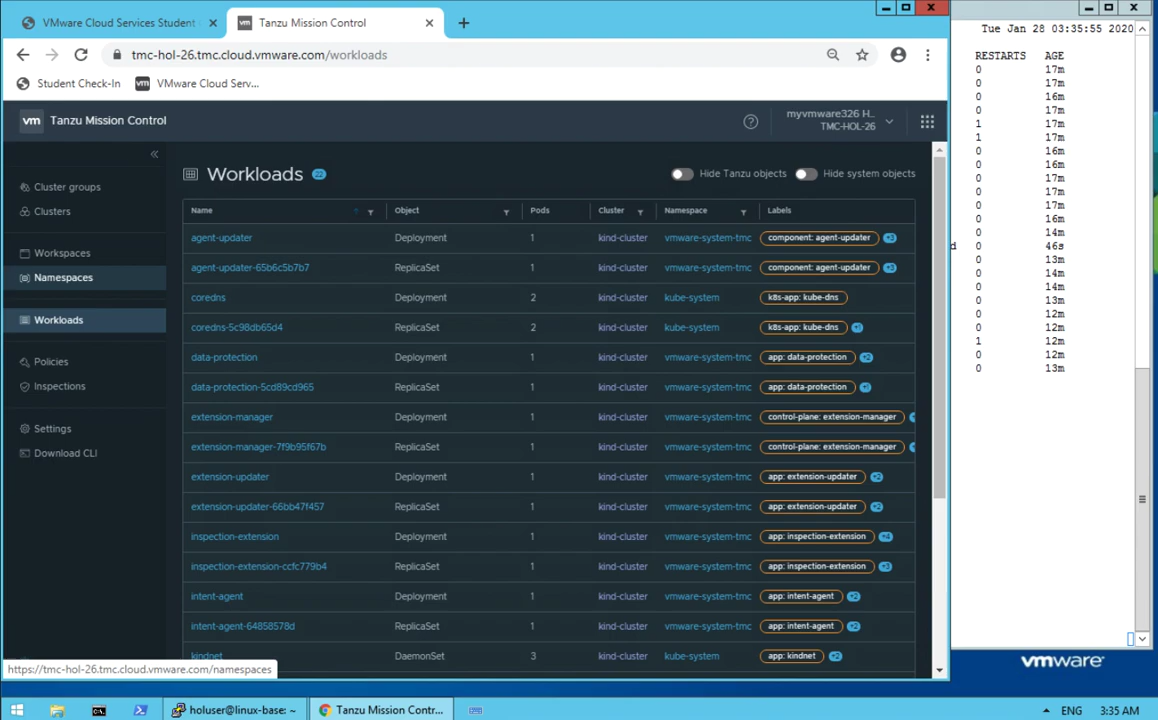 VMware Cloud Services Student
Tanzu Mission Control
tmc-hol-26.tmc.cloud.vmware.com/workloads
Student Check-In
VMware Cloud Serv...
vm
Tanzu Mission Control
myvmware326 H...
TMC-HOL-26
Cluster groups
Clusters
Workspaces
Namespaces
Workloads
Policies
Inspections
Settings
Download CLI
Workloads 22
Hide Tanzu objects
Hide system objects
Name Object Pods Cluster Namespace Labels
agent-updater Deployment 1 kind-cluster vmware-system-tmc component: agent-updater +3
agent-updater-65b6c5b7b7 ReplicaSet 1 kind-cluster vmware-system-tmc component: agent-updater +3
coredns Deployment 2 kind-cluster kube-system k8s-app: kube-dns
coredns-5c98db65d4 ReplicaSet 2 kind-cluster kube-system k8s-app: kube-dns +1
data-protection Deployment 1 kind-cluster vmware-system-tmc app: data-protection +2
data-protection-5cd89cd965 ReplicaSet 1 kind-cluster vmware-system-tmc app: data-protection +1
extension-manager Deployment 1 kind-cluster vmware-system-tmc control-plane: extension-manager
extension-manager-7f9b95f67b ReplicaSet 1 kind-cluster vmware-system-tmc control-plane: extension-manager
extension-updater Deployment 1 kind-cluster vmware-system-tmc app: extension-updater +2
extension-updater-66bb47f457 ReplicaSet 1 kind-cluster vmware-system-tmc app: extension-updater +2
inspection-extension Deployment 1 kind-cluster vmware-system-tmc app: inspection-extension +4
inspection-extension-ccfc779b4 ReplicaSet 1 kind-cluster vmware-system-tmc app: inspection-extension +3
intent-agent Deployment 1 kind-cluster vmware-system-tmc app: intent-agent +2
intent-agent-64858578d ReplicaSet 1 kind-cluster vmware-system-tmc app: intent-agent +2
kindnet DaemonSet 3 kind-cluster kube-system app: kindnet +2
https://tmc-hol-26.tmc.cloud.vmware.com/namespaces
Tue Jan 28 03:35:55 2020
RESTARTS AGE
0 17m
0 17m
0 16m
0 17m
1 17m
1 17m
0 16m
0 16m
0 17m
0 17m
0 17m
0 16m
0 14m
d 0 46s
0 13m
0 14m
0 14m
0 13m
0 12m
0 12m
1 12m
0 12m
0 13m
vmware
holuser@linux-base: ~
Tanzu Mission Contr...
ENG 3:35 AM